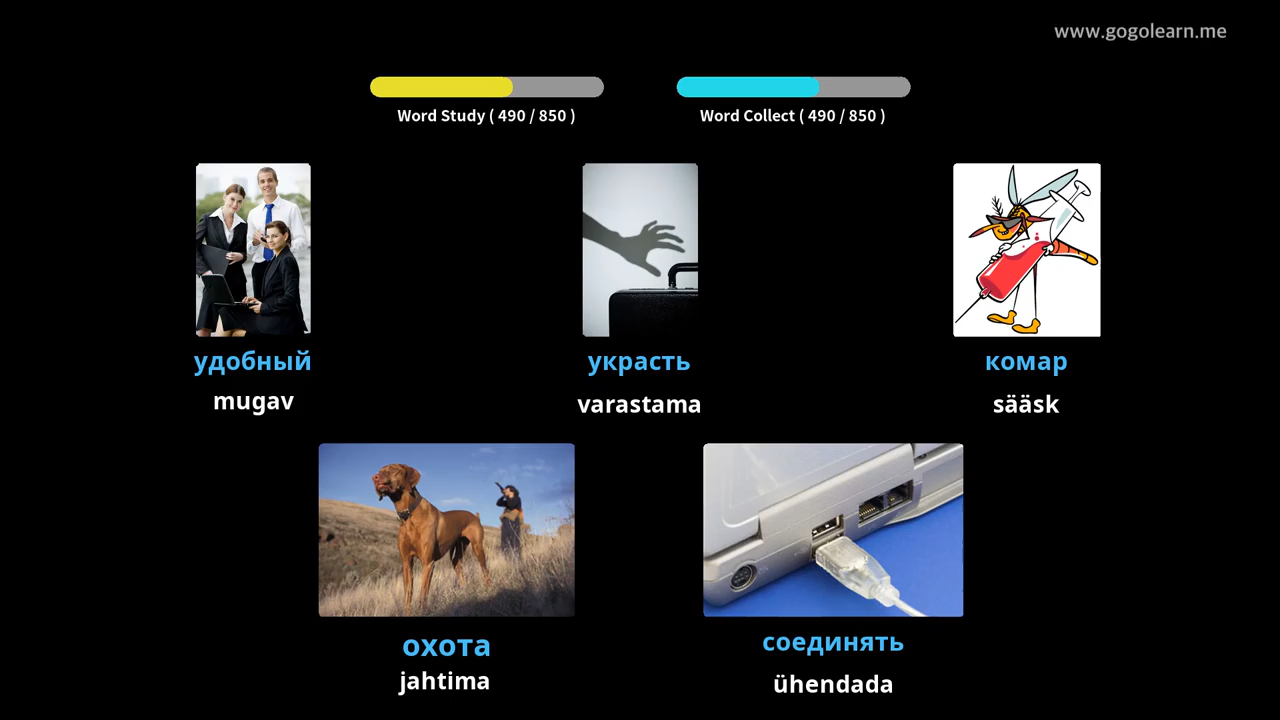 www.gogolearn.me
Word Study ( 490 / 850 )
Word Collect ( 490 / 850 )
удобный
mugav
украсть
varastama
комар
sääsk
охота
jahtima
соединять
ühendada